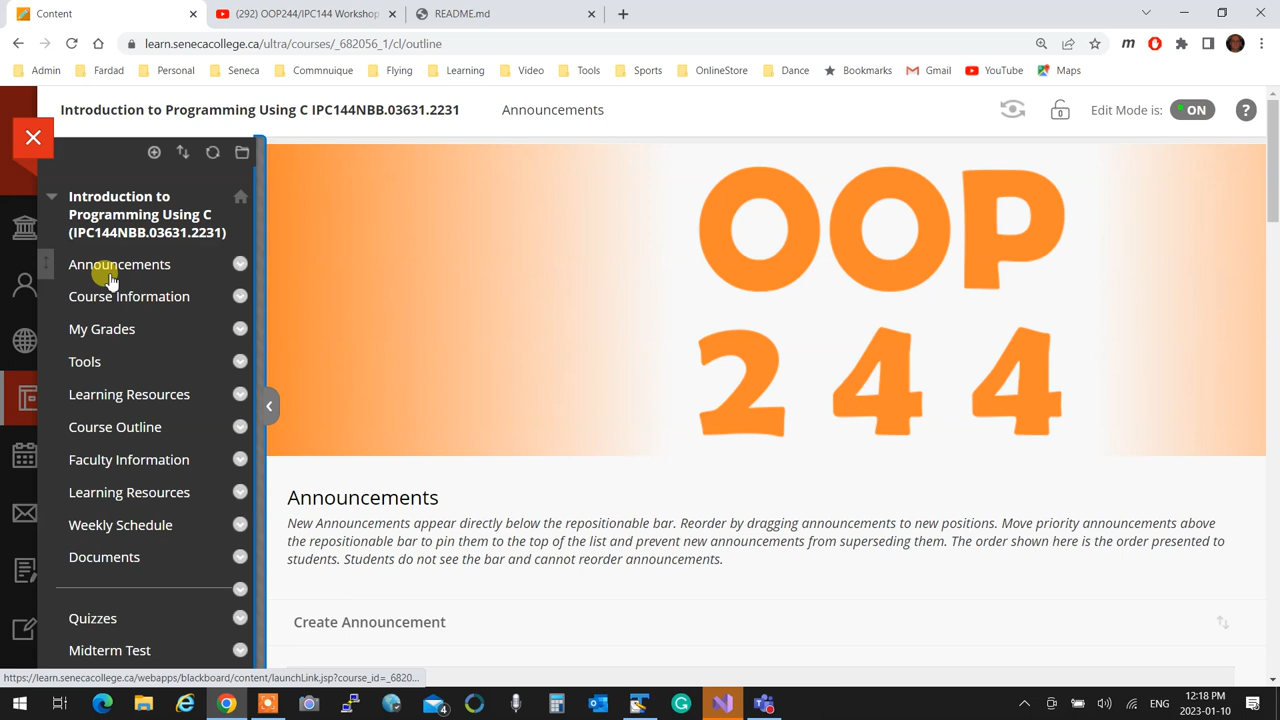 Content
(292) OOP244/IPC144 Workshop
README.md
learn.senecacollege.ca/ultra/courses/_682056_1/cl/outline
m
Admin
Fardad
Personal
Seneca
Commnuique
Flying
Learning
Video
Tools
Sports
OnlineStore
Dance
Bookmarks
Gmail
YouTube
Maps
Introduction to Programming Using C IPC144NBB.03631.2231
Announcements
Edit Mode is:
ON
?
Introduction to
Programming Using C
(IPC144NBB.03631.2231)
Announcements
Course Information
My Grades
Tools
Learning Resources
Course Outline
Faculty Information
Learning Resources
Weekly Schedule
Documents
Quizzes
Midterm Test
OOP
244
Announcements
New Announcements appear directly below the repositionable bar. Reorder by dragging announcements to new positions. Move priority announcements above
the repositionable bar to pin them to the top of the list and prevent new announcements from superseding them. The order shown here is the order presented to
students. Students do not see the bar and cannot reorder announcements.
Create Announcement
https://learn.senecacollege.ca/webapps/blackboard/content/launchLink.jsp?course_id=_6820...
4
ENG
12:18 PM
2023-01-10